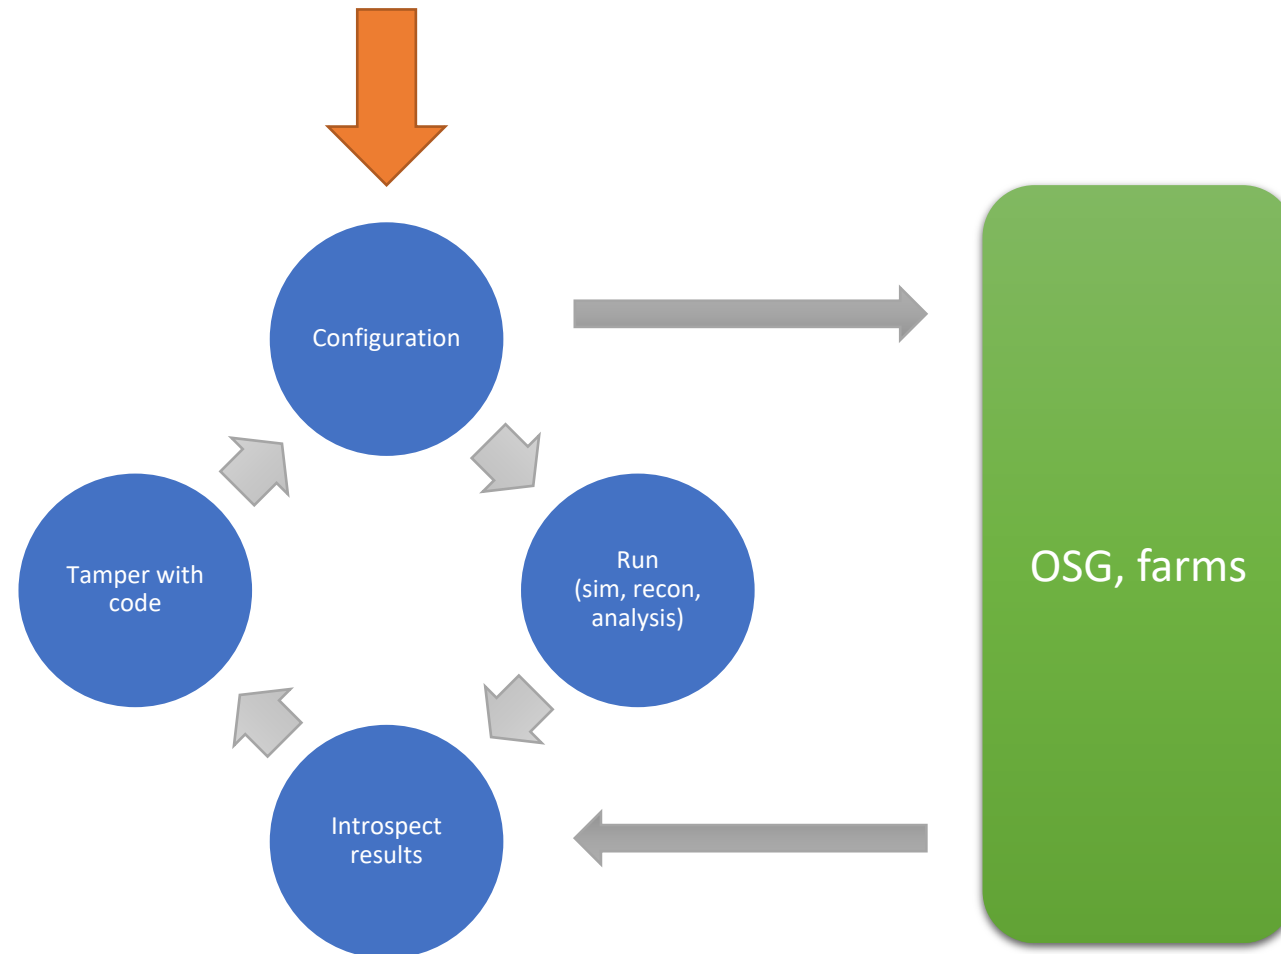 Configuration
Run
(sim, recon,
analysis)
Tamper with
code
OSG, farms
Introspect
results